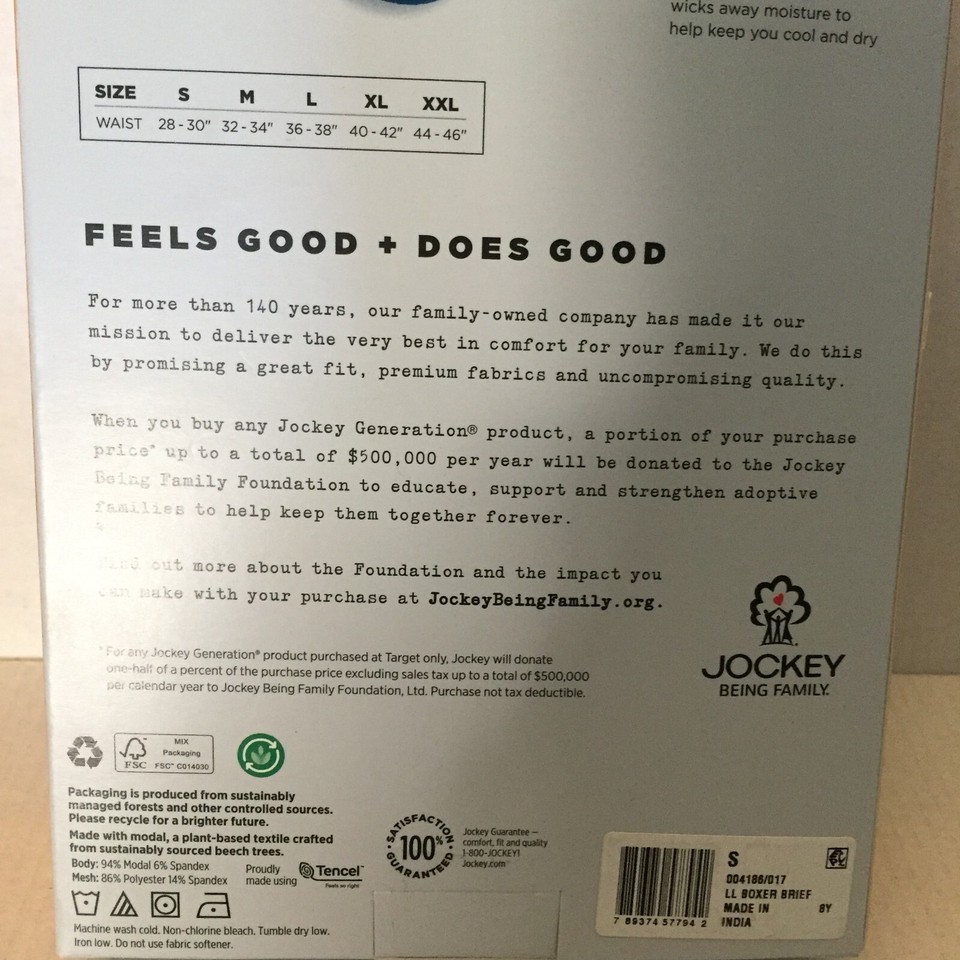 wicks away moisture to
help keep you cool and dry
SIZE S M L XL XXL
WAIST 28-30" 32-34" 36-38" 40-42" 44-46"
FEELS GOOD + DOES GOOD
For more than 140 years, our family-owned company has made it our
mission to deliver the very best in comfort for your family. We do this
by promising a great fit, premium fabrics and uncompromising quality.
When you buy any Jockey Generation® product, a portion of your purchase
price* up to a total of $500,000 per year will be donated to the Jockey
Being Family Foundation to educate, support and strengthen adoptive
families to help keep them together forever.
Find out more about the Foundation and the impact you
can make with your purchase at JockeyBeingFamily.org.
*For any Jockey Generation® product purchased at Target only, Jockey will donate
one-half of a percent of the purchase price excluding sales tax up to a total of $500,000
per calendar year to Jockey Being Family Foundation, Ltd. Purchase not tax deductible.
JOCKEY
BEING FAMILY.
FSC
MIX
Packaging
FSC™ C014030
Packaging is produced from sustainably
managed forests and other controlled sources.
Please recycle for a brighter future.
Made with modal, a plant-based textile crafted
from sustainably sourced beech trees.
Body: 94% Modal 6% Spandex
Mesh: 86% Polyester 14% Spandex
Proudly
made using
Tencel™
Feels so right
SATISFACTION
100%
GUARANTEED
Jockey Guarantee —
comfort, fit and quality
1-800-JOCKEY1
Jockey.com™
Machine wash cold. Non-chlorine bleach. Tumble dry low.
Iron low. Do not use fabric softener.
S
004186/017
LL BOXER BRIEF
MADE IN 8Y
INDIA
7 89374 57794 2